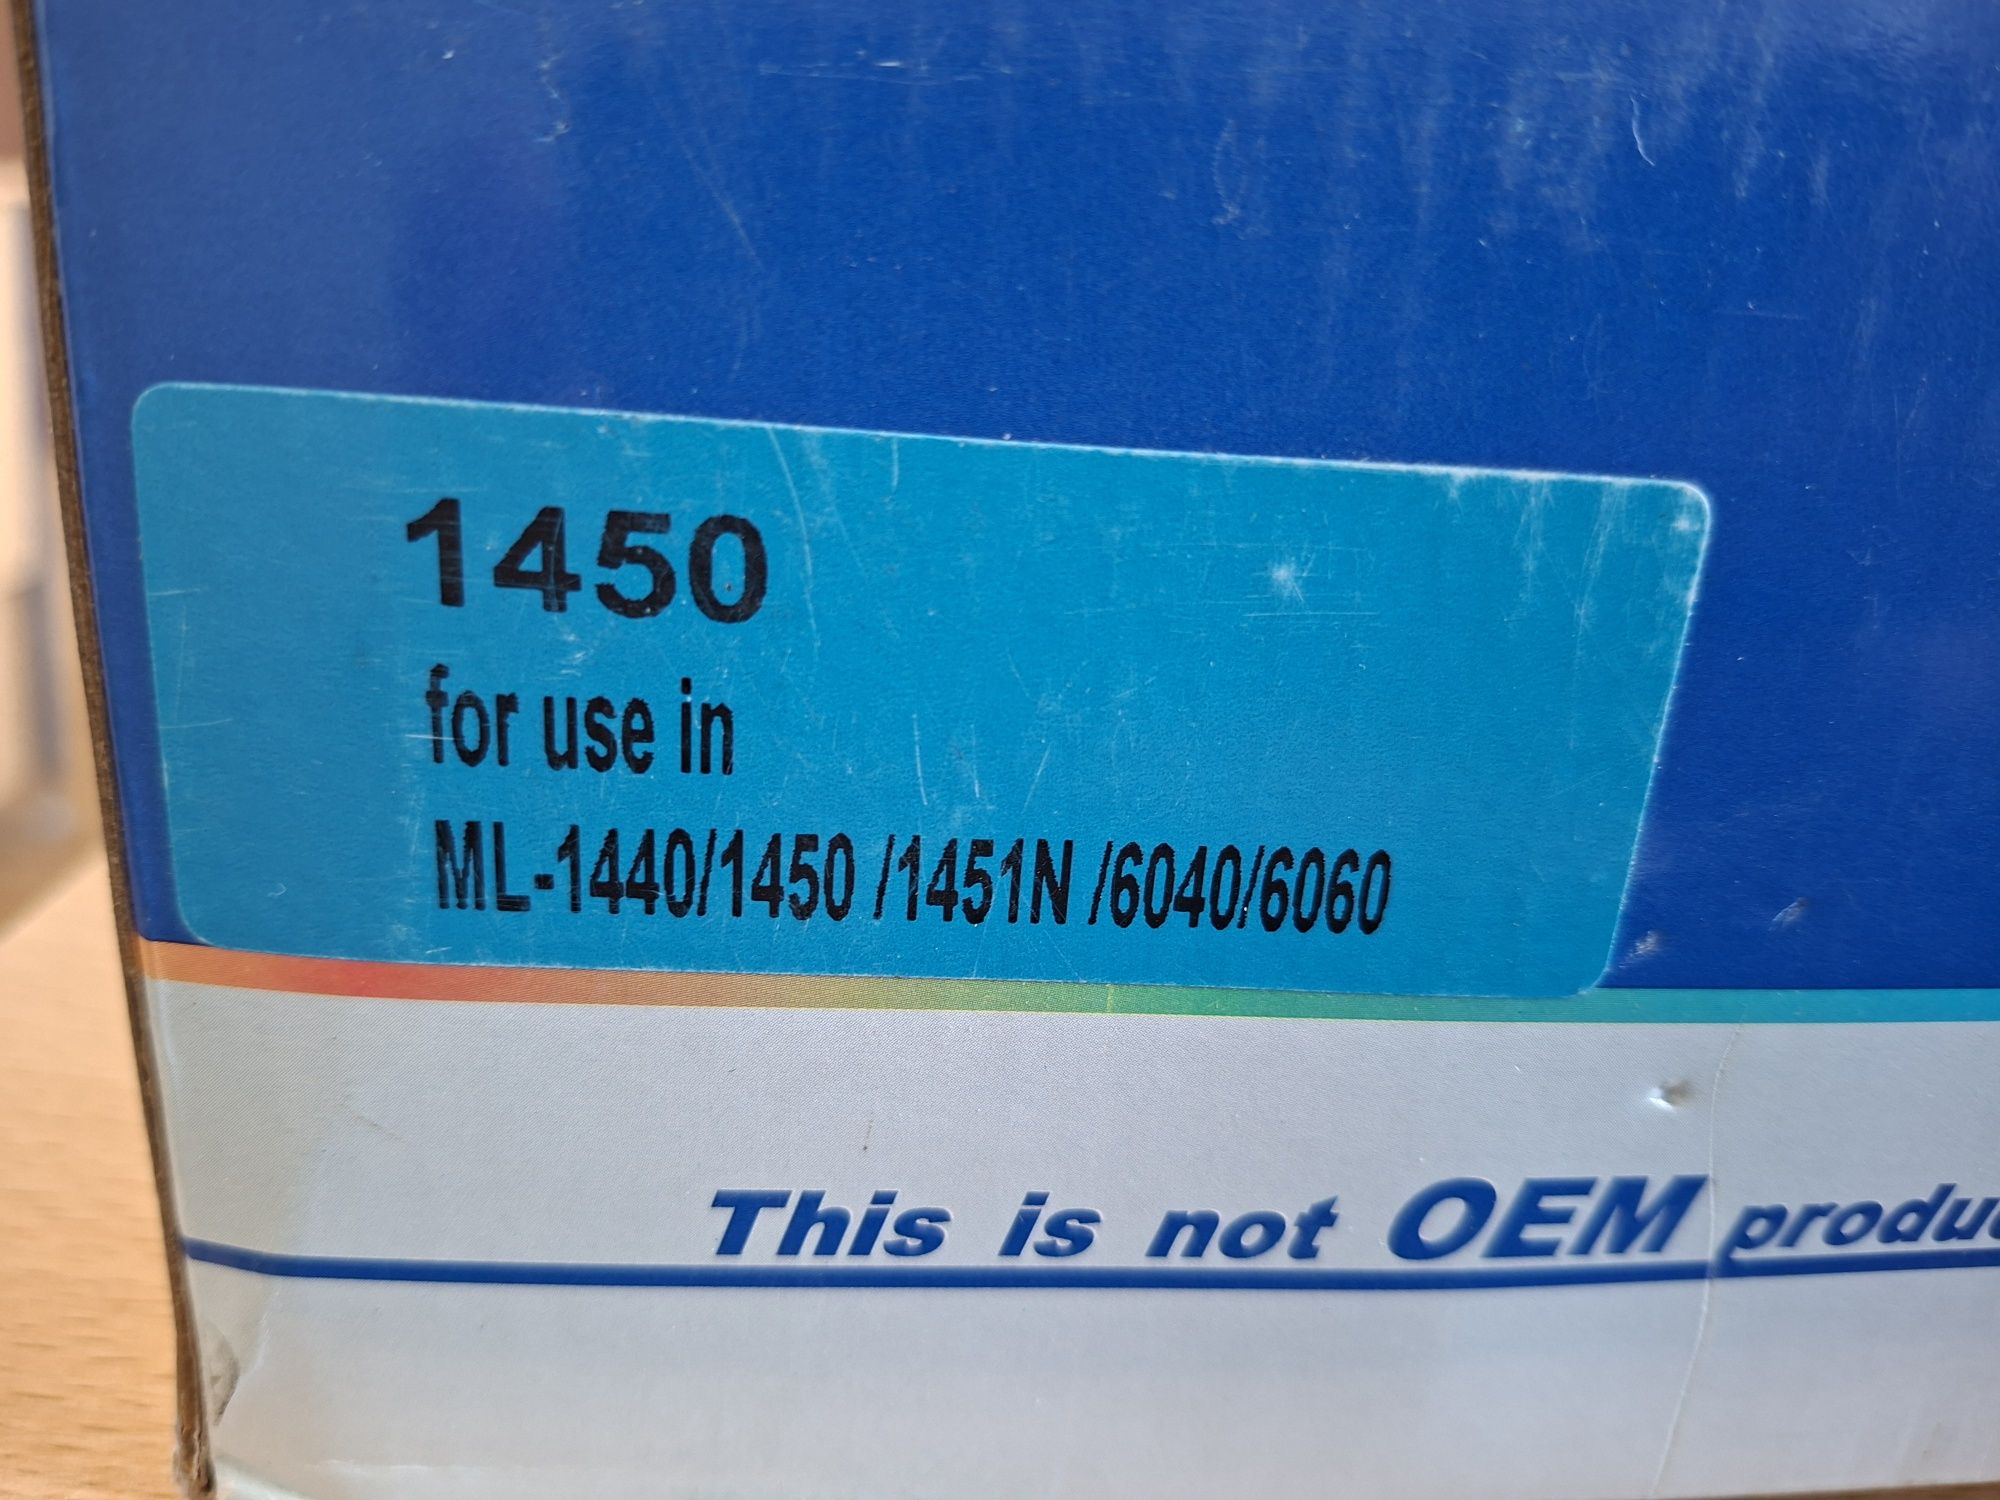 1450
for use in
ML-1440/1450 /1451N /6040/6060
This is not OEM